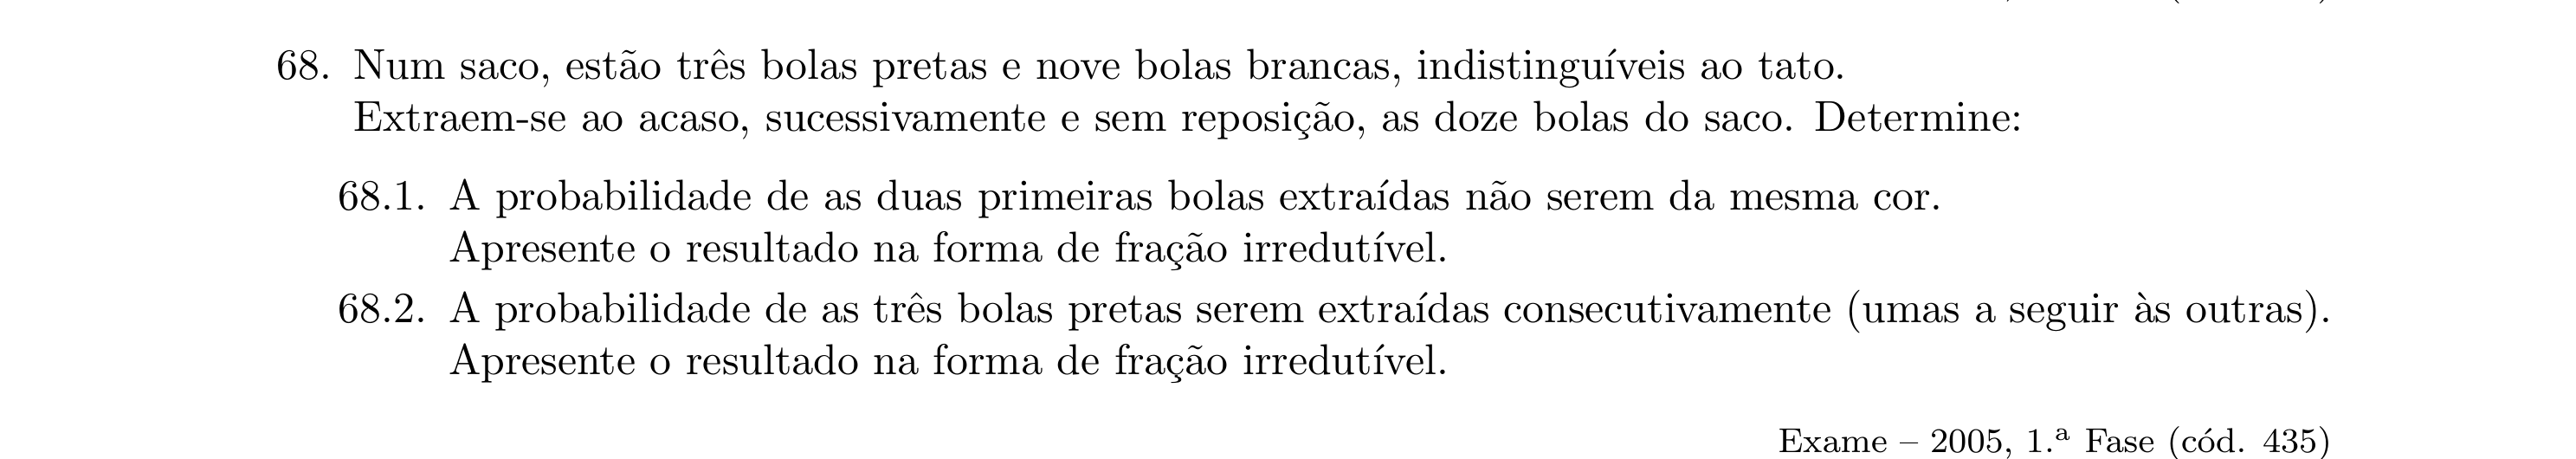 68. Num saco, estão três bolas pretas e nove bolas brancas, indistinguíveis ao tato.
Extraem-se ao acaso, sucessivamente e sem reposição, as doze bolas do saco. Determine:
68.1. A probabilidade de as duas primeiras bolas extraídas não serem da mesma cor.
Apresente o resultado na forma de fração irredutível.
68.2. A probabilidade de as três bolas pretas serem extraídas consecutivamente (umas a seguir às outras).
Apresente o resultado na forma de fração irredutível.
Exame – 2005, 1.ª Fase (cód. 435)